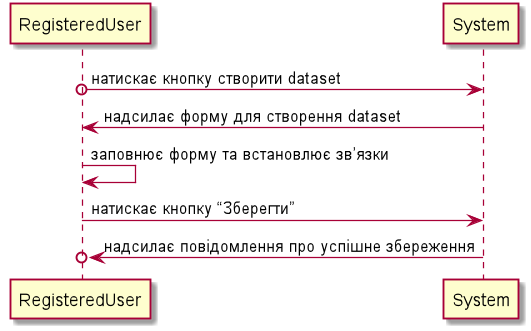 RegisteredUser
System
натискає кнопку створити dataset
надсилає форму для створення dataset
заповнює форму та встановлює зв'язки
натискає кнопку “Зберегти”
надсилає повідомлення про успішне збереження
RegisteredUser
System